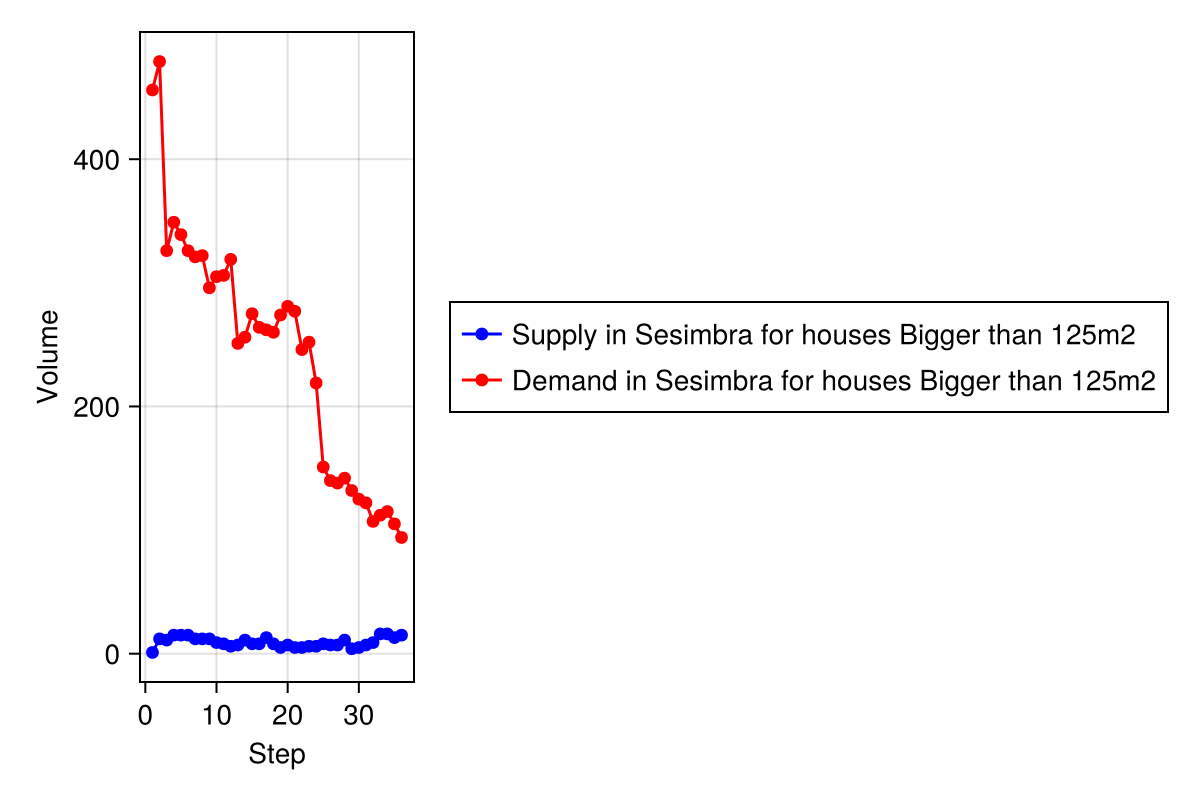 Volume
400
200
0
0 10 20 30
Step
Supply in Sesimbra for houses Bigger than 125m2
Demand in Sesimbra for houses Bigger than 125m2